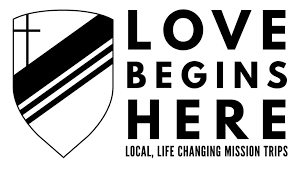 LOVE
BEGINS
HERE
LOCAL, LIFE CHANGING MISSION TRIPS